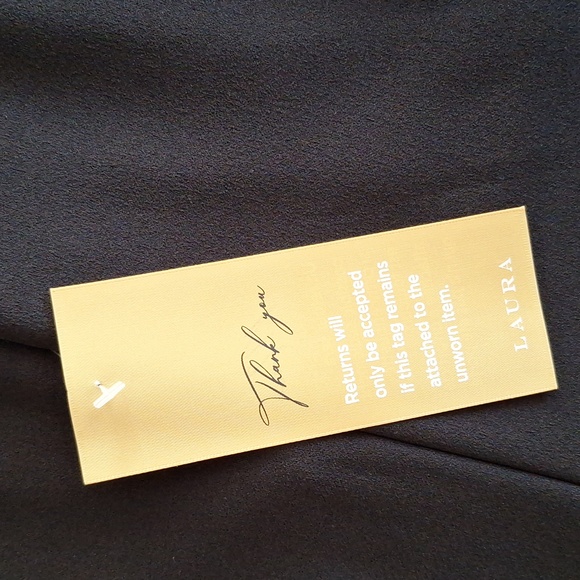 Thank you
Returns will
only be accepted
if this tag remains
attached to the
unworn item.
LAURA